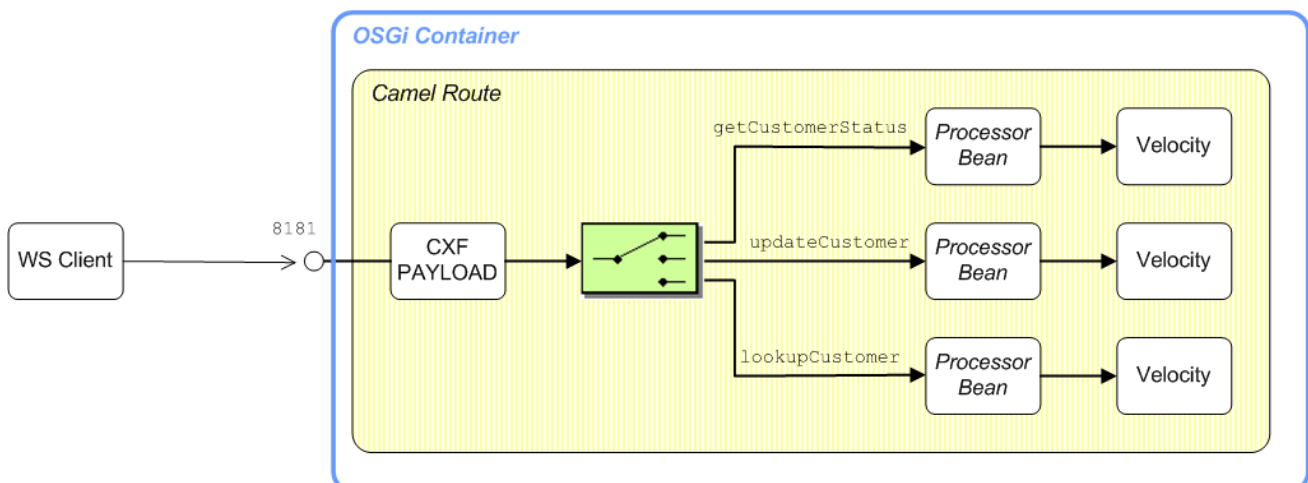 OSGi Container
Camel Route
getCustomerStatus
Processor
Bean
Velocity
8181
WS Client
CXF
PAYLOAD
updateCustomer
Processor
Bean
Velocity
lookupCustomer
Processor
Bean
Velocity